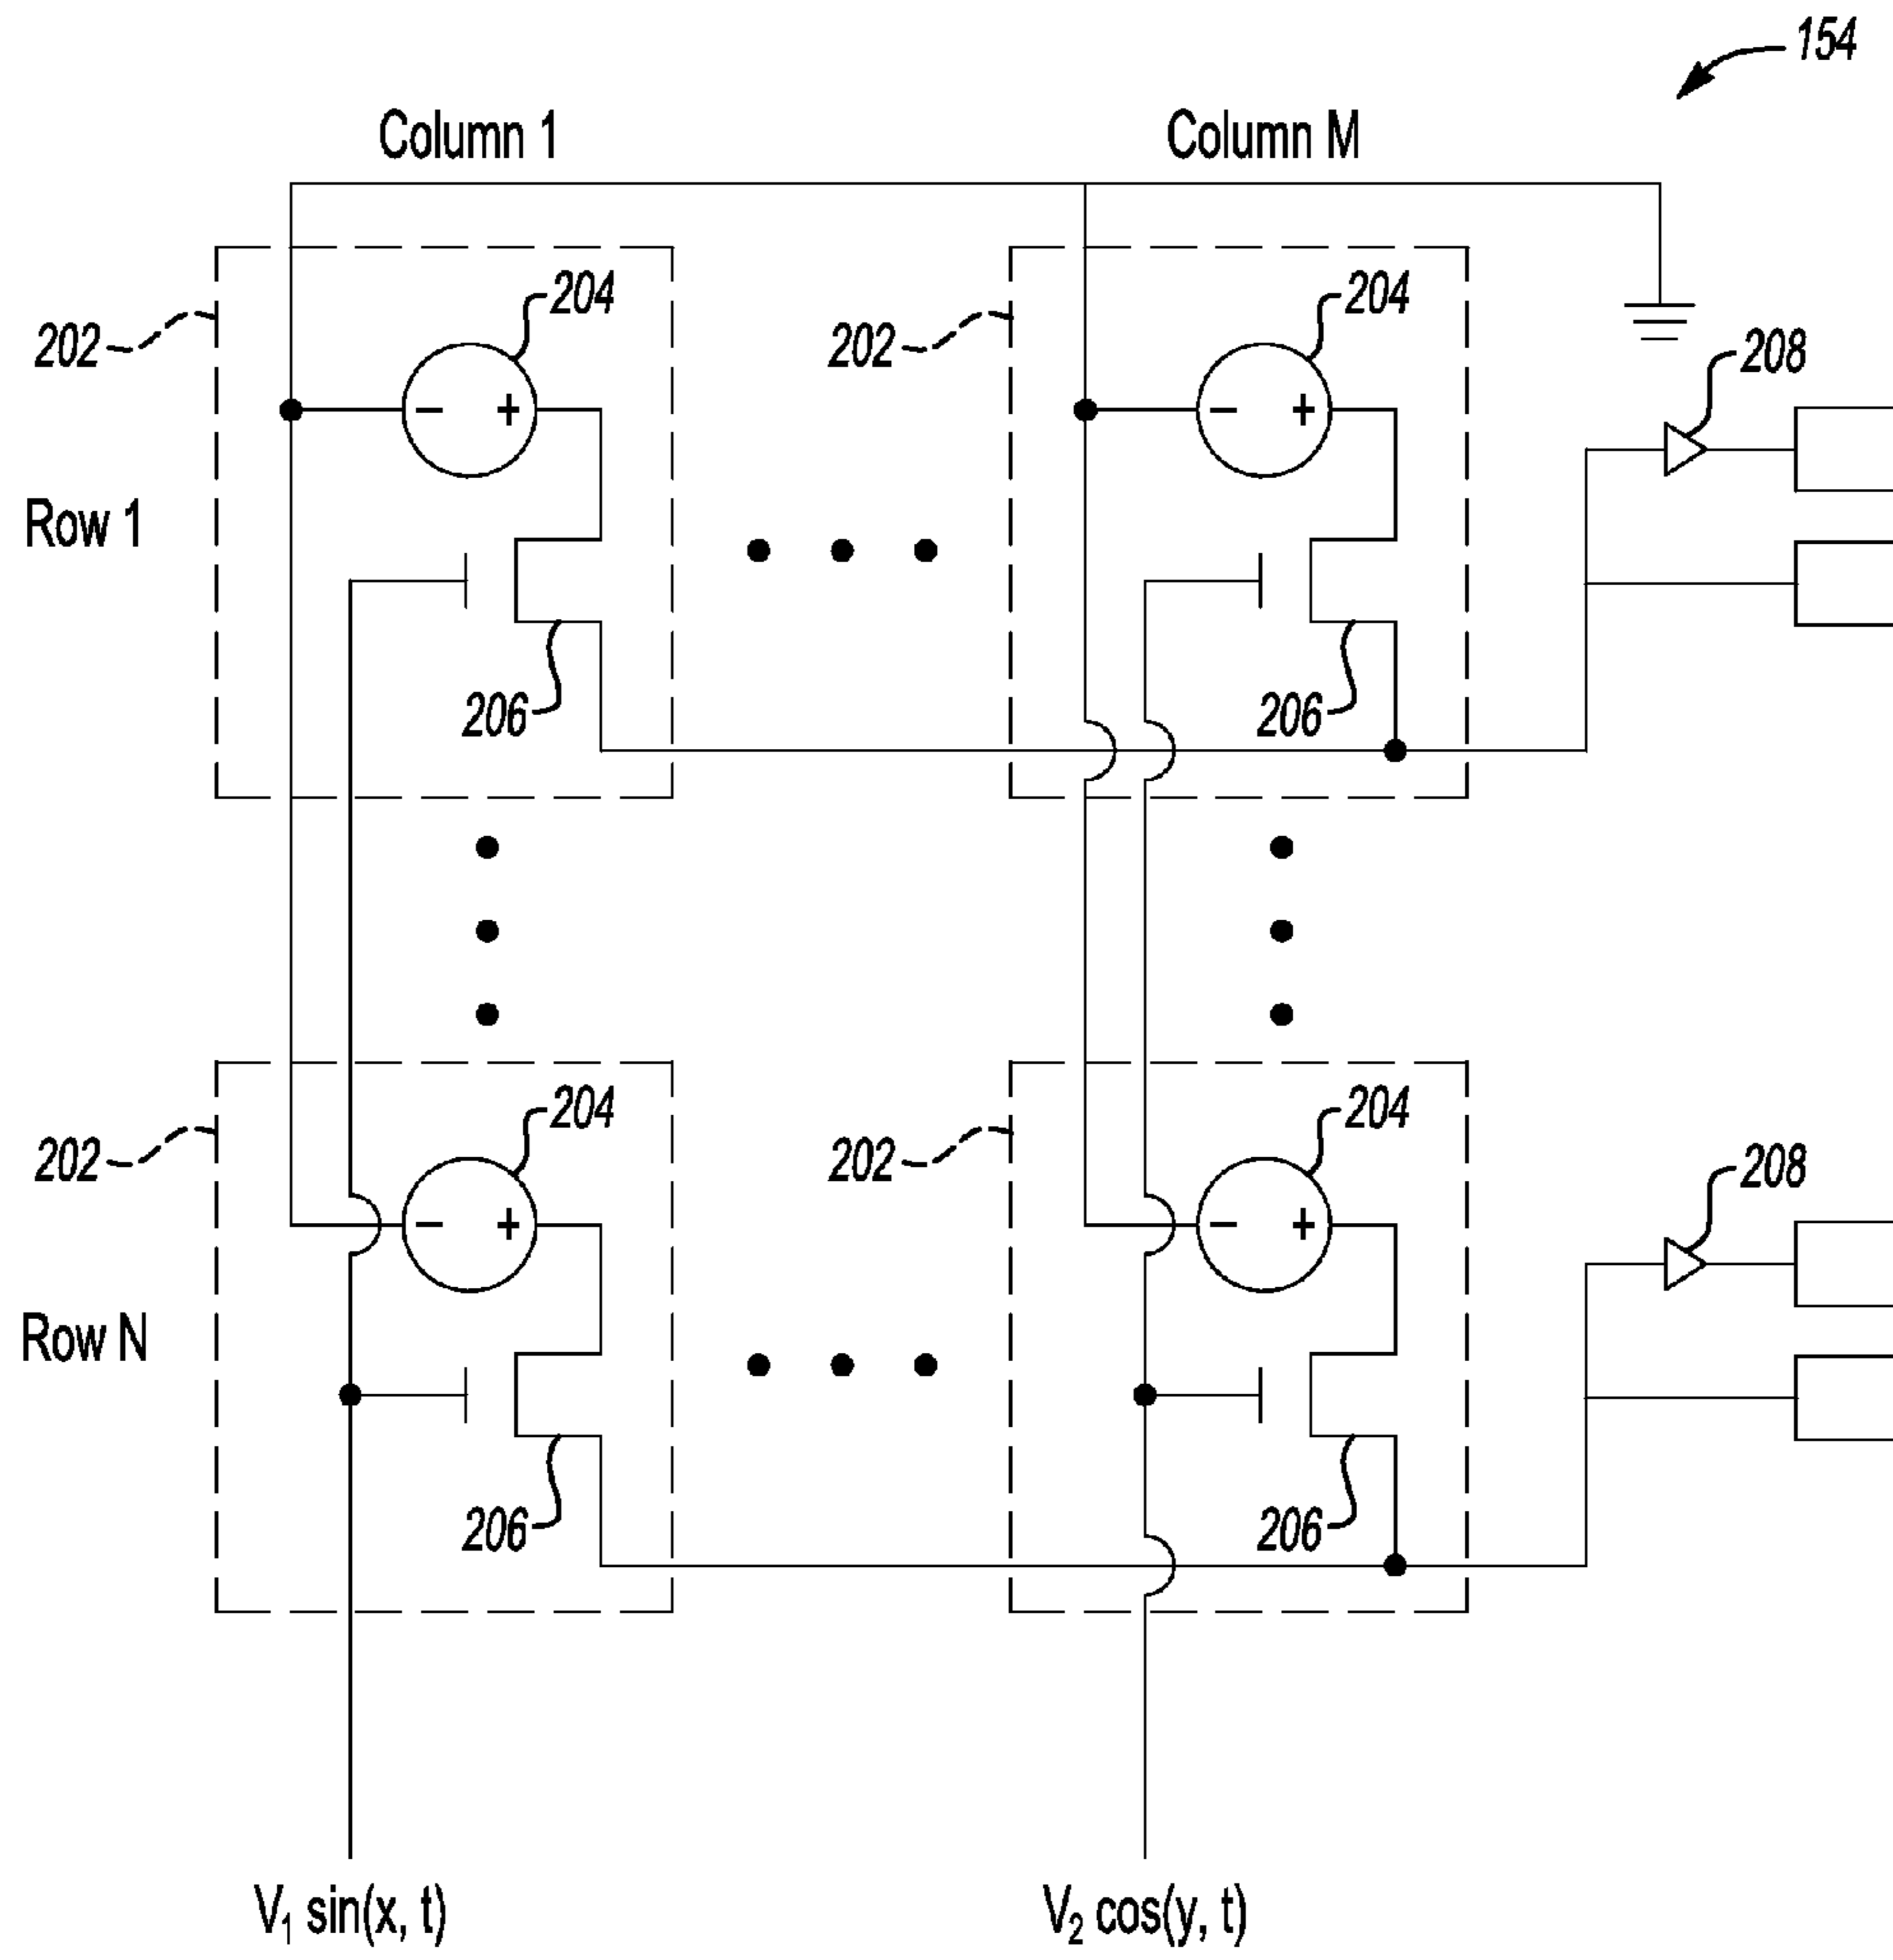 154
Column 1 Column M
204 204
202 202
208
Row 1
206 206
204 204
202 202
208
Row N
206 206
V₁ sin(x, t) V₂ cos(y, t)